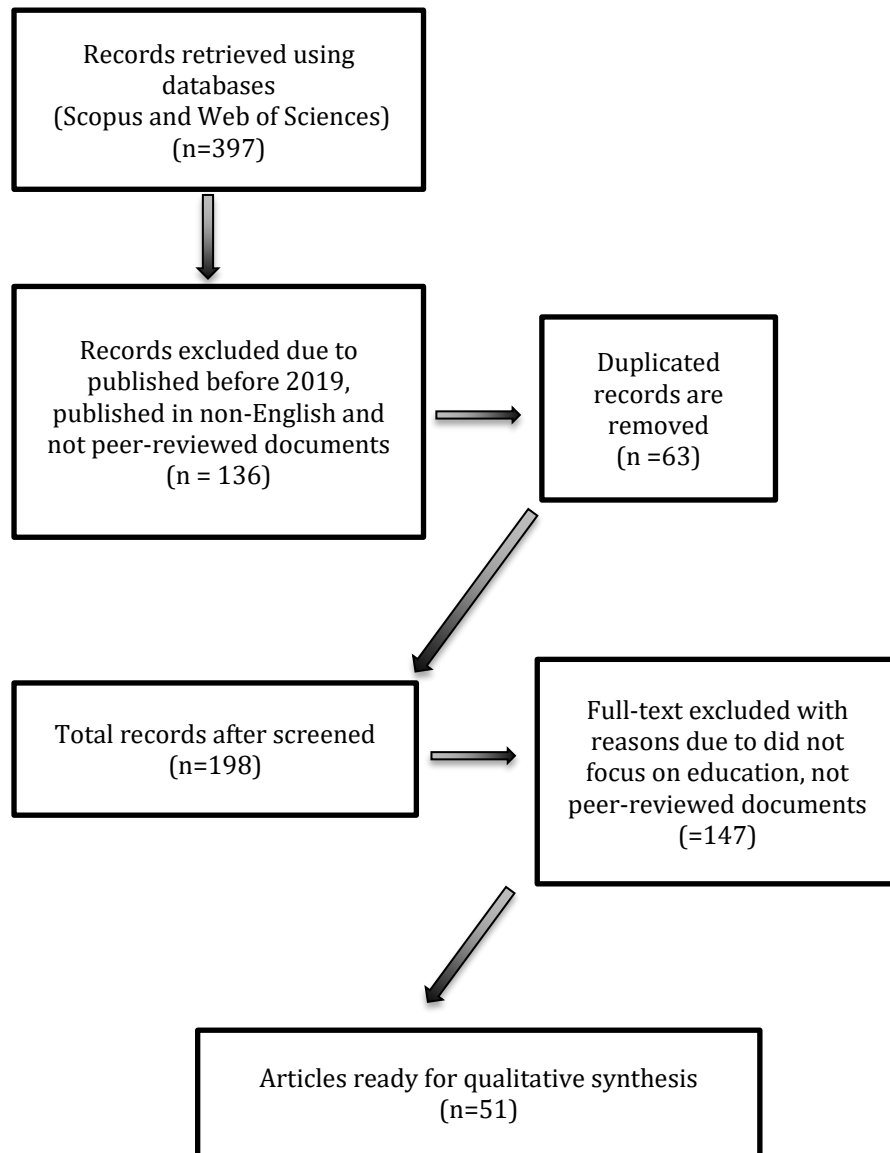 Records retrieved using
databases
(Scopus and Web of Sciences)
(n=397)
Records excluded due to
published before 2019,
published in non-English and
not peer-reviewed documents
(n = 136)
Duplicated
records are
removed
(n =63)
Total records after screened
(n=198)
Full-text excluded with
reasons due to did not
focus on education, not
peer-reviewed documents
(=147)
Articles ready for qualitative synthesis
(n=51)